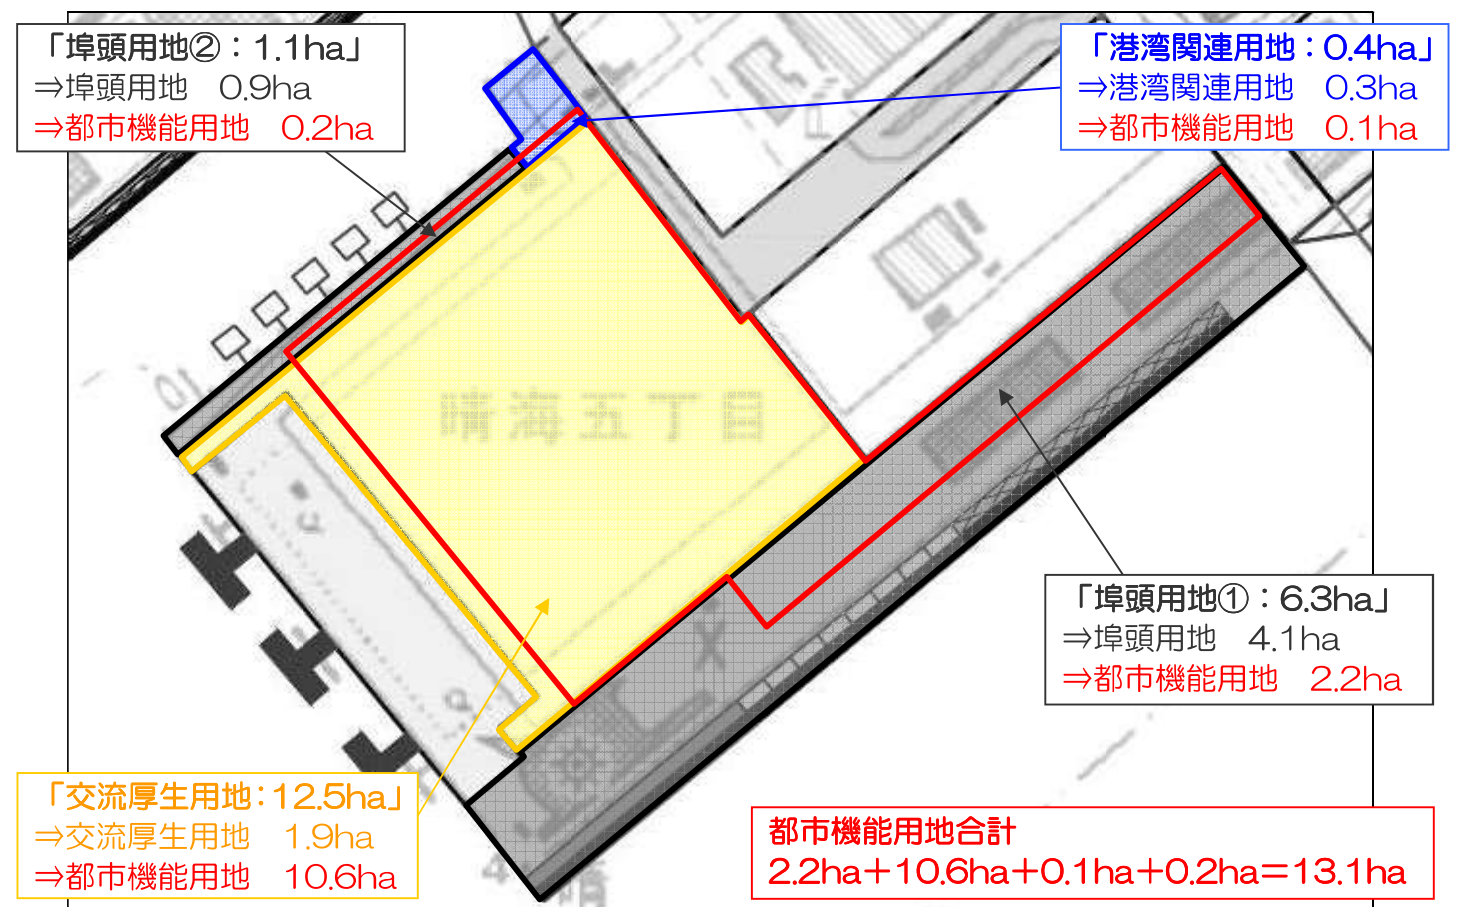 「埠頭用地②：1.1ha」
⇒埠頭用地　0.9ha
⇒都市機能用地　0.2ha
「港湾関連用地：0.4ha」
⇒港湾関連用地　0.3ha
⇒都市機能用地　0.1ha
晴海五丁目
「埠頭用地①：6.3ha」
⇒埠頭用地　4.1ha
⇒都市機能用地　2.2ha
「交流厚生用地：12.5ha」
⇒交流厚生用地　1.9ha
⇒都市機能用地　10.6ha
都市機能用地合計
2.2ha＋10.6ha＋0.1ha＋0.2ha＝13.1ha